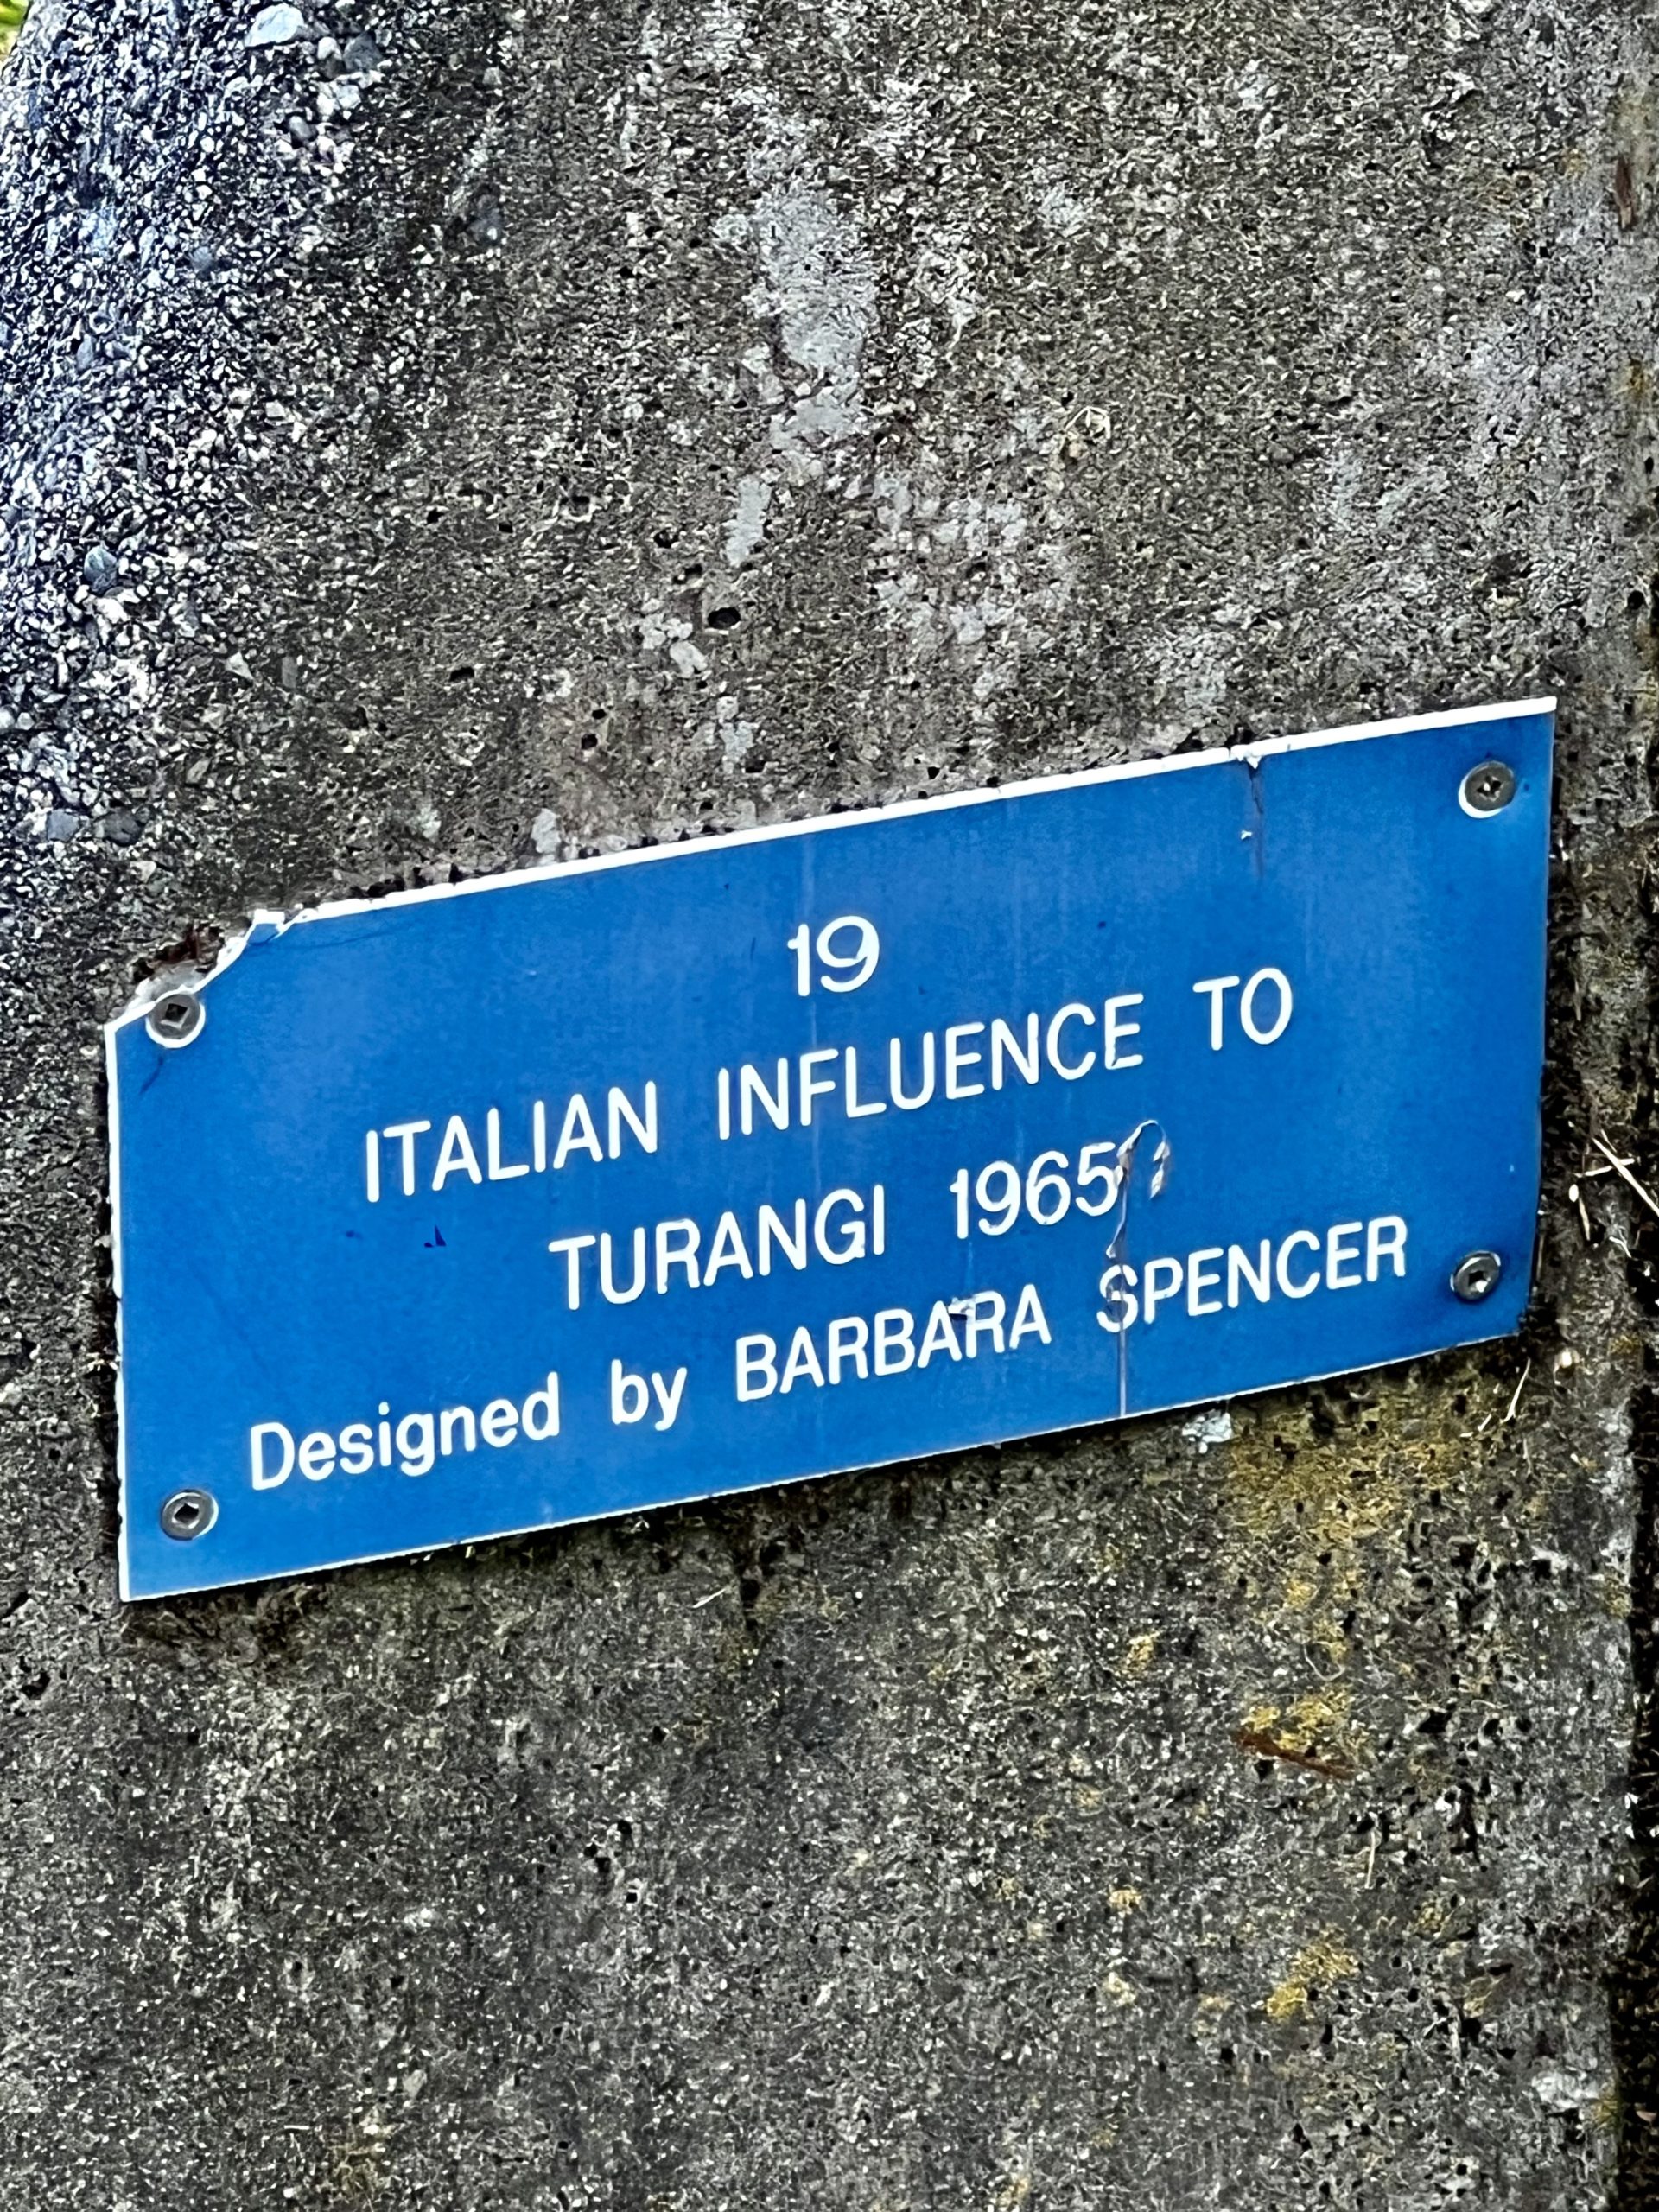 19
ITALIAN INFLUENCE TO
TURANGI 1965
Designed by BARBARA SPENCER